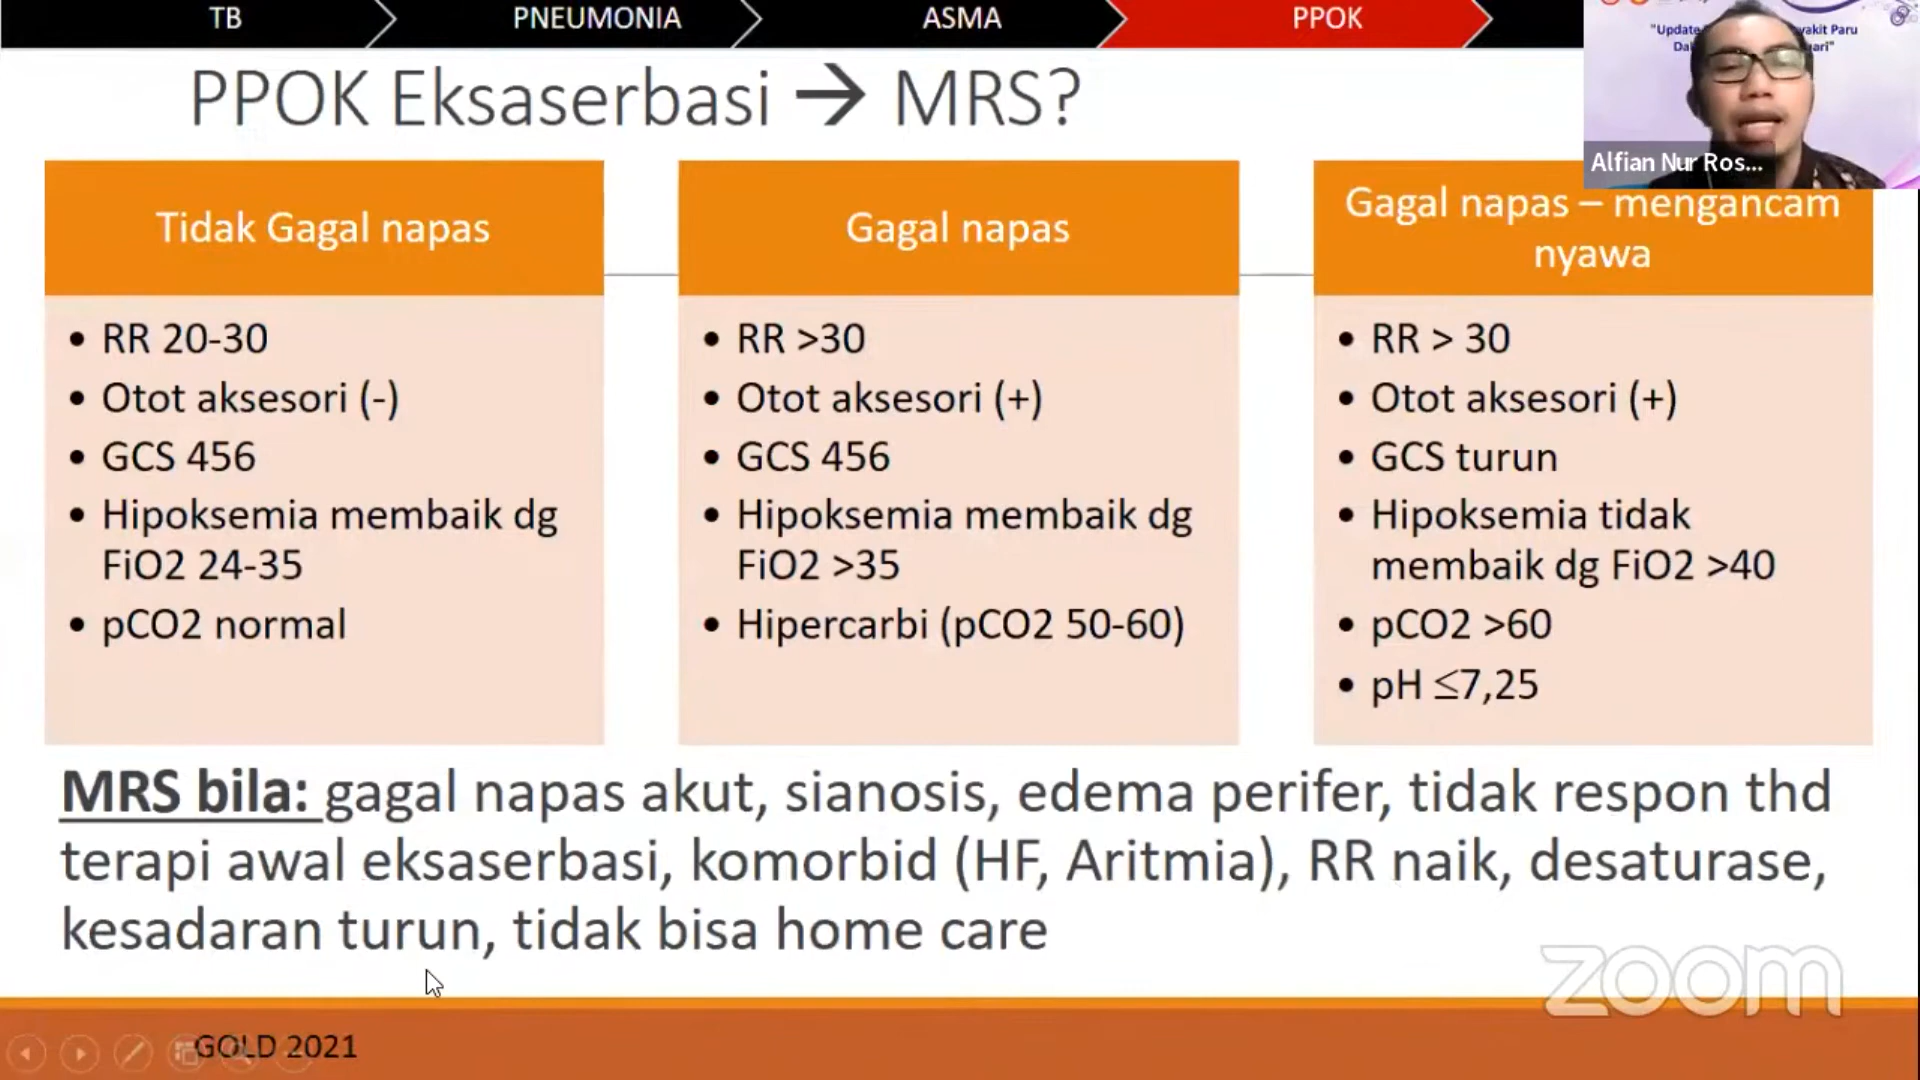 TB
PNEUMONIA
ASMA
PPOK
"Update
yakit Paru
ari"
PPOK Eksaserbasi → MRS?
Alfian Nur Ros...
Tidak Gagal napas
• RR 20-30
• Otot aksesori (-)
• GCS 456
• Hipoksemia membaik dg
FiO2 24-35
• pCO2 normal
Gagal napas
• RR >30
• Otot aksesori (+)
• GCS 456
• Hipoksemia membaik dg
FiO2 >35
• Hipercarbi (pCO2 50-60)
Gagal napas – mengancam
nyawa
• RR > 30
• Otot aksesori (+)
• GCS turun
• Hipoksemia tidak
membaik dg FiO2 >40
• pCO2 >60
• pH ≤7,25
MRS bila: gagal napas akut, sianosis, edema perifer, tidak respon thd
terapi awal eksaserbasi, komorbid (HF, Aritmia), RR naik, desaturase,
kesadaran turun, tidak bisa home care
zoom
GOLD 2021